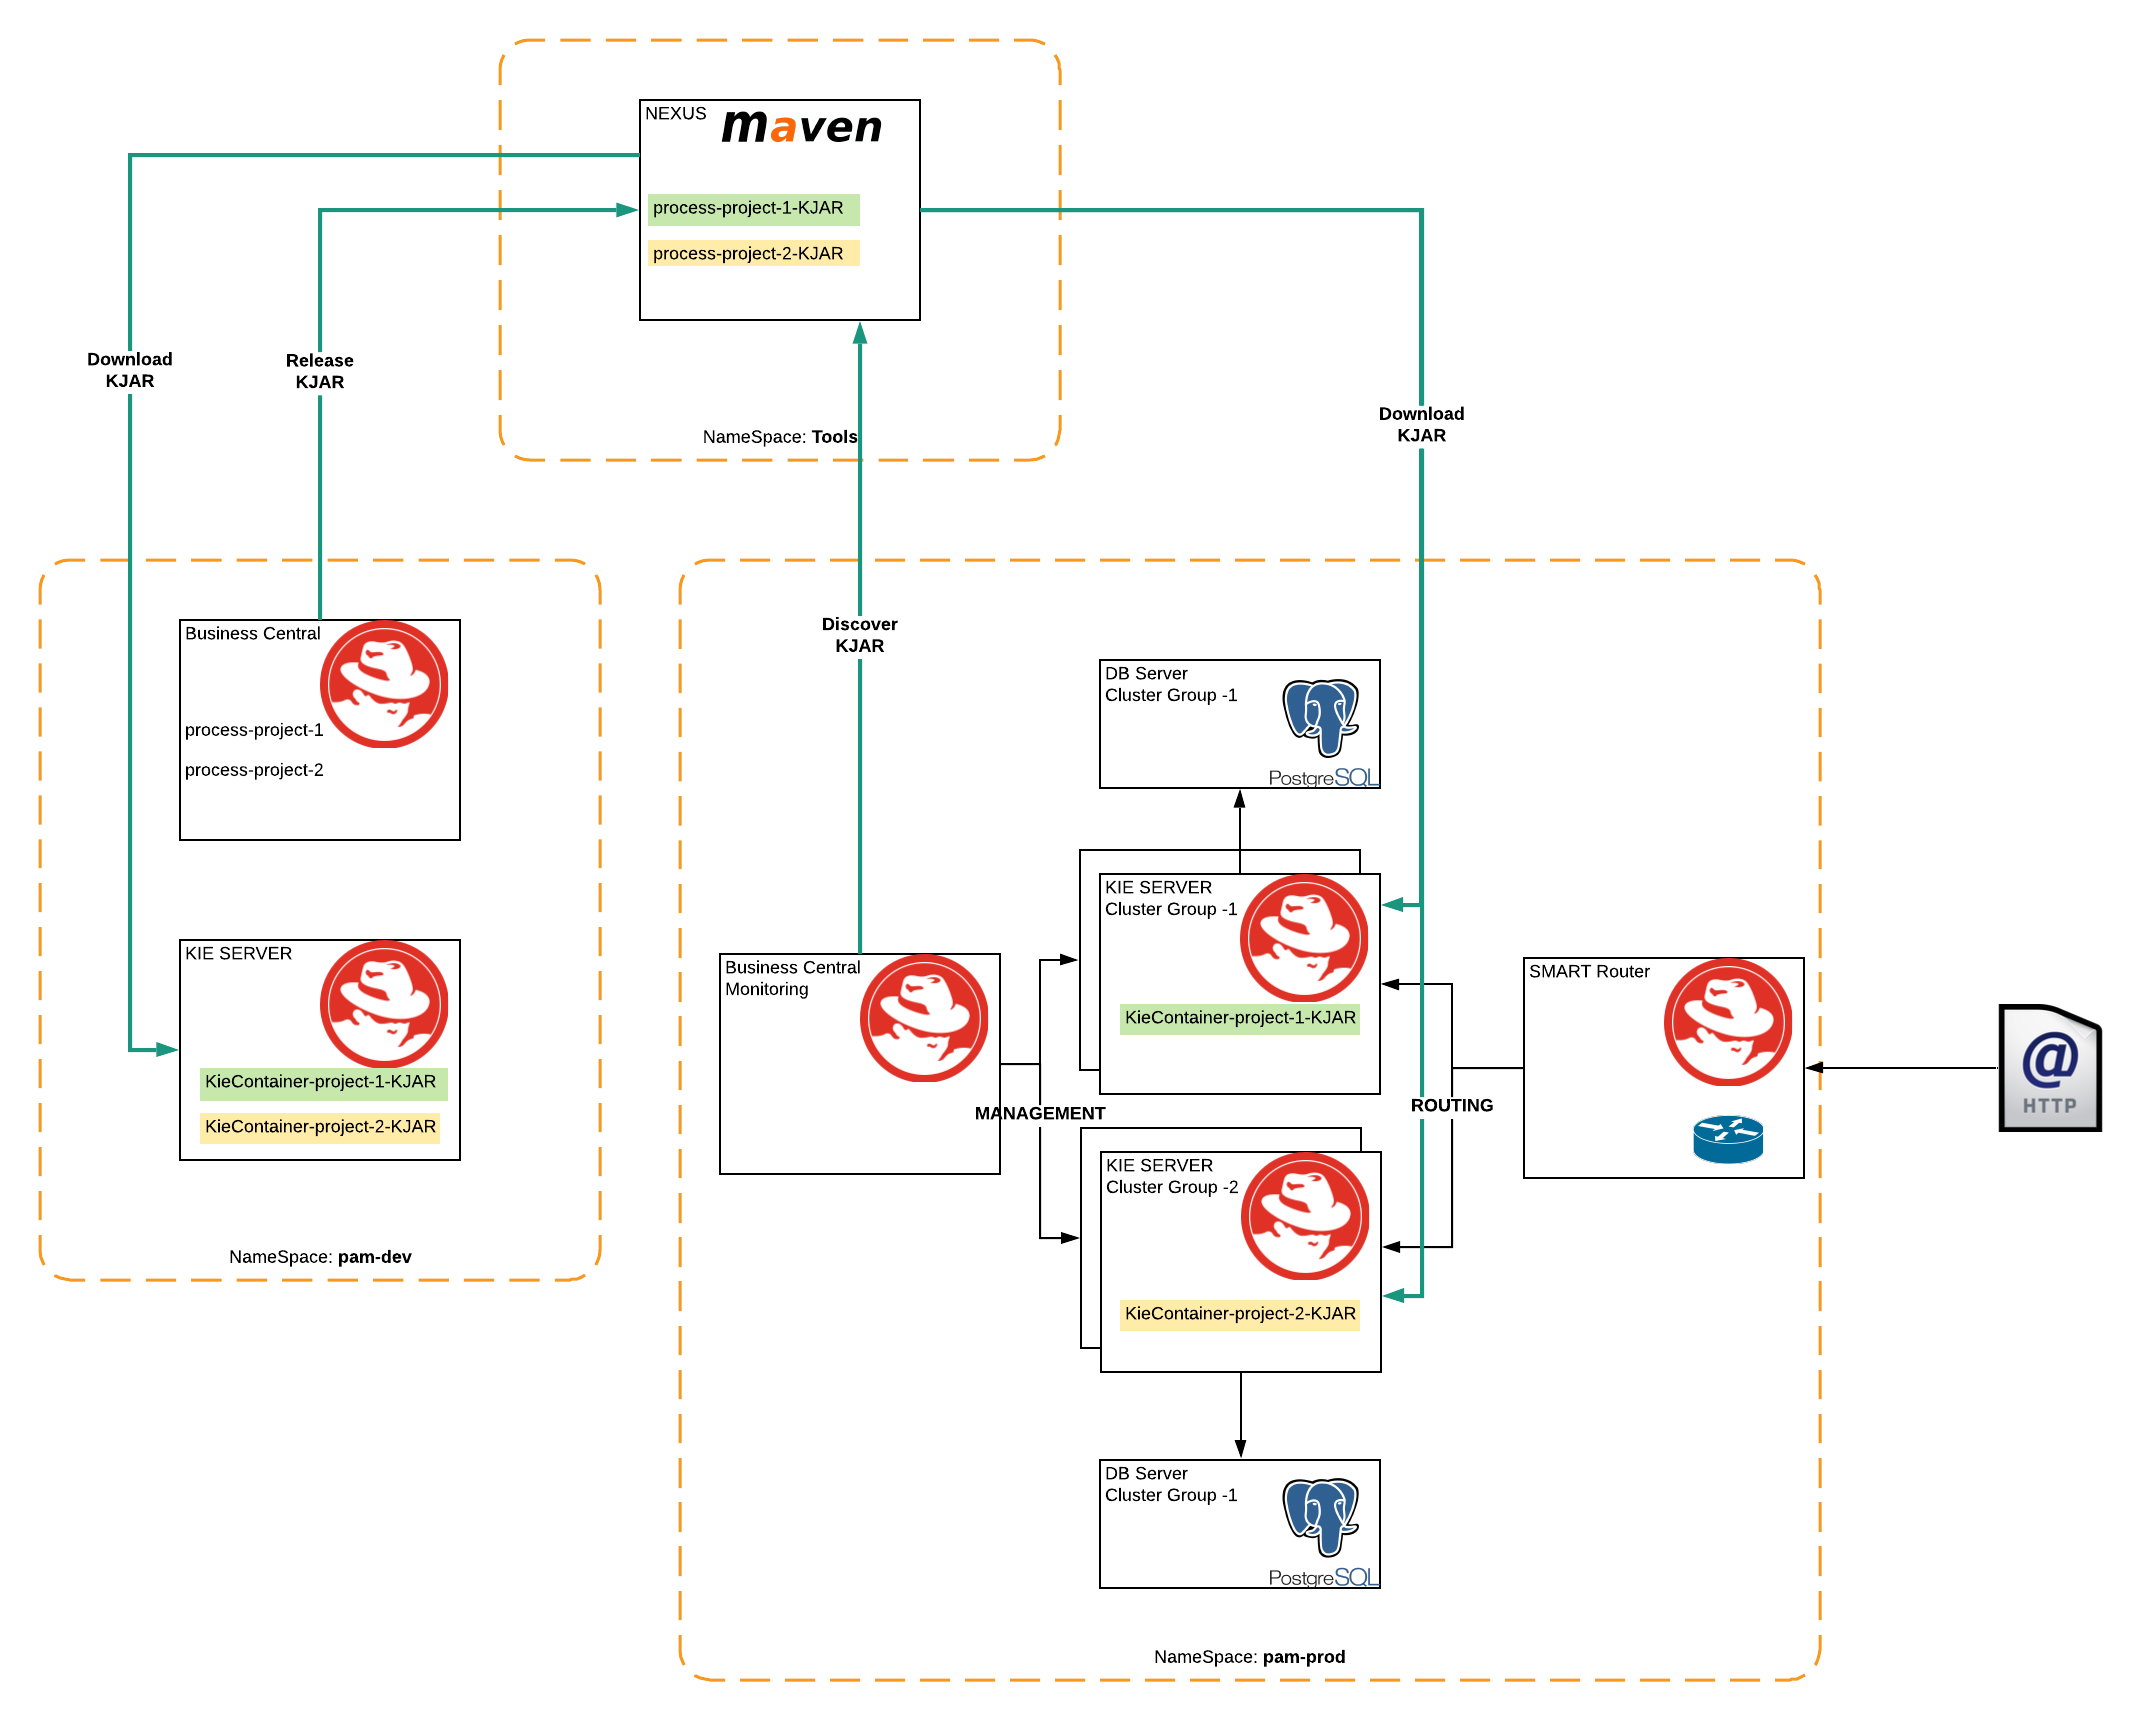 NEXUS
maven
process-project-1-KJAR
process-project-2-KJAR
Download
KJAR
Release
KJAR
Download
KJAR
NameSpace: Tools
Discover
KJAR
Business Central
process-project-1
process-project-2
KIE SERVER
KieContainer-project-1-KJAR
KieContainer-project-2-KJAR
NameSpace: pam-dev
DB Server
Cluster Group -1
PostgreSQL
KIE SERVER
Cluster Group -1
KieContainer-project-1-KJAR
Business Central
Monitoring
MANAGEMENT
ROUTING
SMART Router
@
HTTP
KIE SERVER
Cluster Group -2
KieContainer-project-2-KJAR
DB Server
Cluster Group -1
PostgreSQL
NameSpace: pam-prod